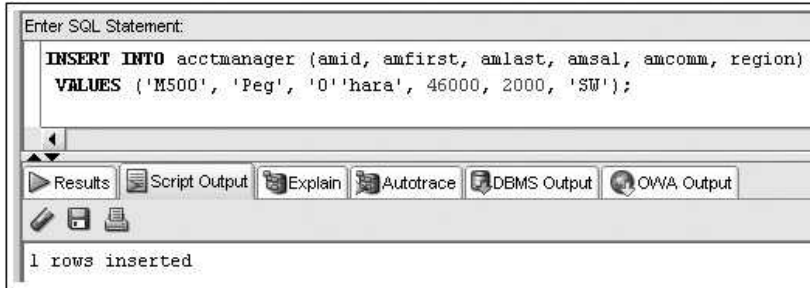 Enter SQL Statement:
INSERT INTO acctmanager (amid, amfirst, amlast, amsal, amcomm, region)
VALUES ('M500', 'Peg', 'O''hara', 46000, 2000, 'SW');
Results Script Output Explain Autotrace DBMS Output OWA Output
1 rows inserted